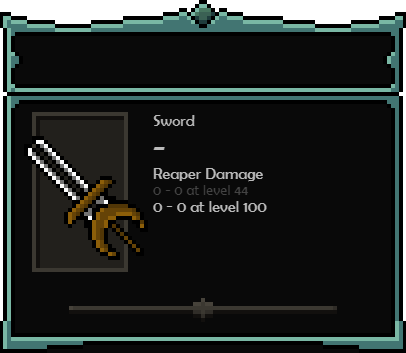 Sword
–
Reaper Damage
0 - 0 at level 44
0 - 0 at level 100